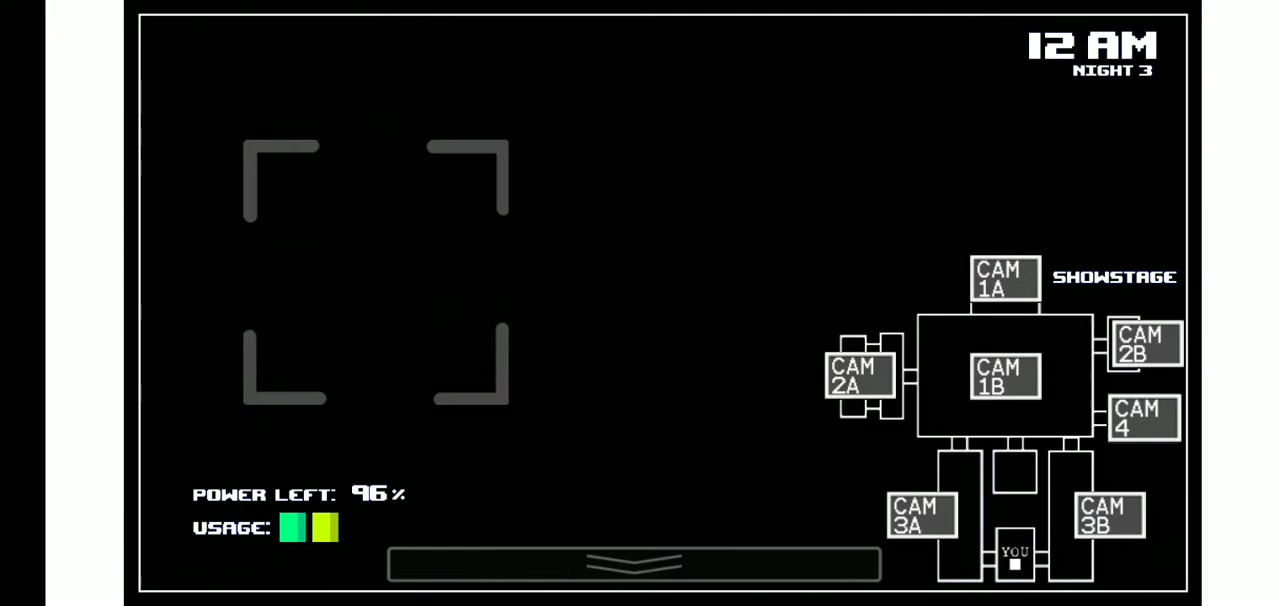 12 AM
NIGHT 3
CAM
1A
SHOWSTAGE
CAM
2B
CAM
2A
CAM
1B
CAM
4
POWER LEFT: 96%
USAGE:
CAM
3A
CAM
3B
YOU